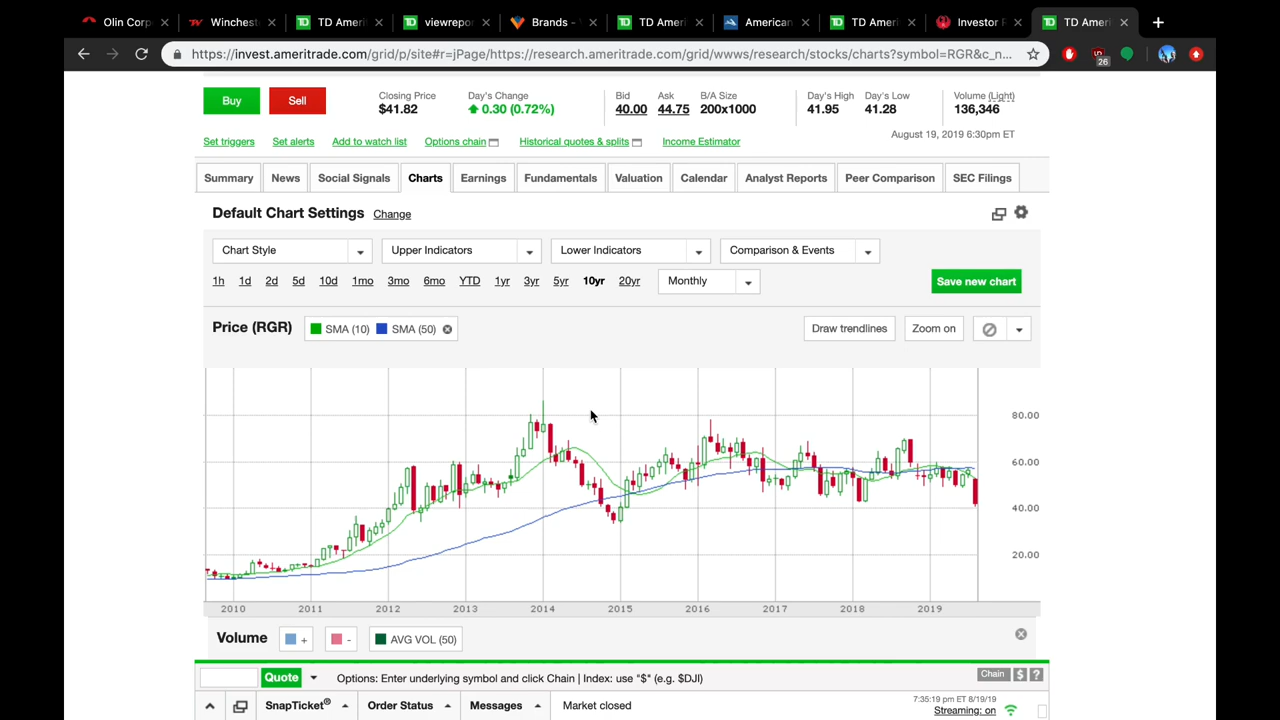 Olin Corp
Winchest
TD Ameri
viewrepor
Brands -
TD Ameri
American
TD Ameri
Investor R
TD Ameri
https://invest.ameritrade.com/grid/p/site#r=jPage/https://research.ameritrade.com/grid/wwws/research/stocks/charts?symbol=RGR&c_n...
26
Buy
Sell
Closing Price
$41.82
Day's Change
0.30 (0.72%)
Bid
40.00
Ask
44.75
B/A Size
200x1000
Day's High
41.95
Day's Low
41.28
Volume (Light)
136,346
August 19, 2019 6:30pm ET
Set triggers
Set alerts
Add to watch list
Options chain
Historical quotes & splits
Income Estimator
Summary
News
Social Signals
Charts
Earnings
Fundamentals
Valuation
Calendar
Analyst Reports
Peer Comparison
SEC Filings
Default Chart Settings Change
Chart Style
Upper Indicators
Lower Indicators
Comparison & Events
1h 1d 2d 5d 10d 1mo 3mo 6mo YTD 1yr 3yr 5yr 10yr 20yr
Monthly
Save new chart
Price (RGR)
SMA (10) SMA (50)
Draw trendlines
Zoom on
80.00
60.00
40.00
20.00
2010 2011 2012 2013 2014 2015 2016 2017 2018 2019
Volume
+
-
AVG VOL (50)
Quote
Options: Enter underlying symbol and click Chain | Index: use "$" (e.g. $DJI)
Chain
$
?
SnapTicket®
Order Status
Messages
Market closed
7:35:19 pm ET 8/19/19
Streaming: on